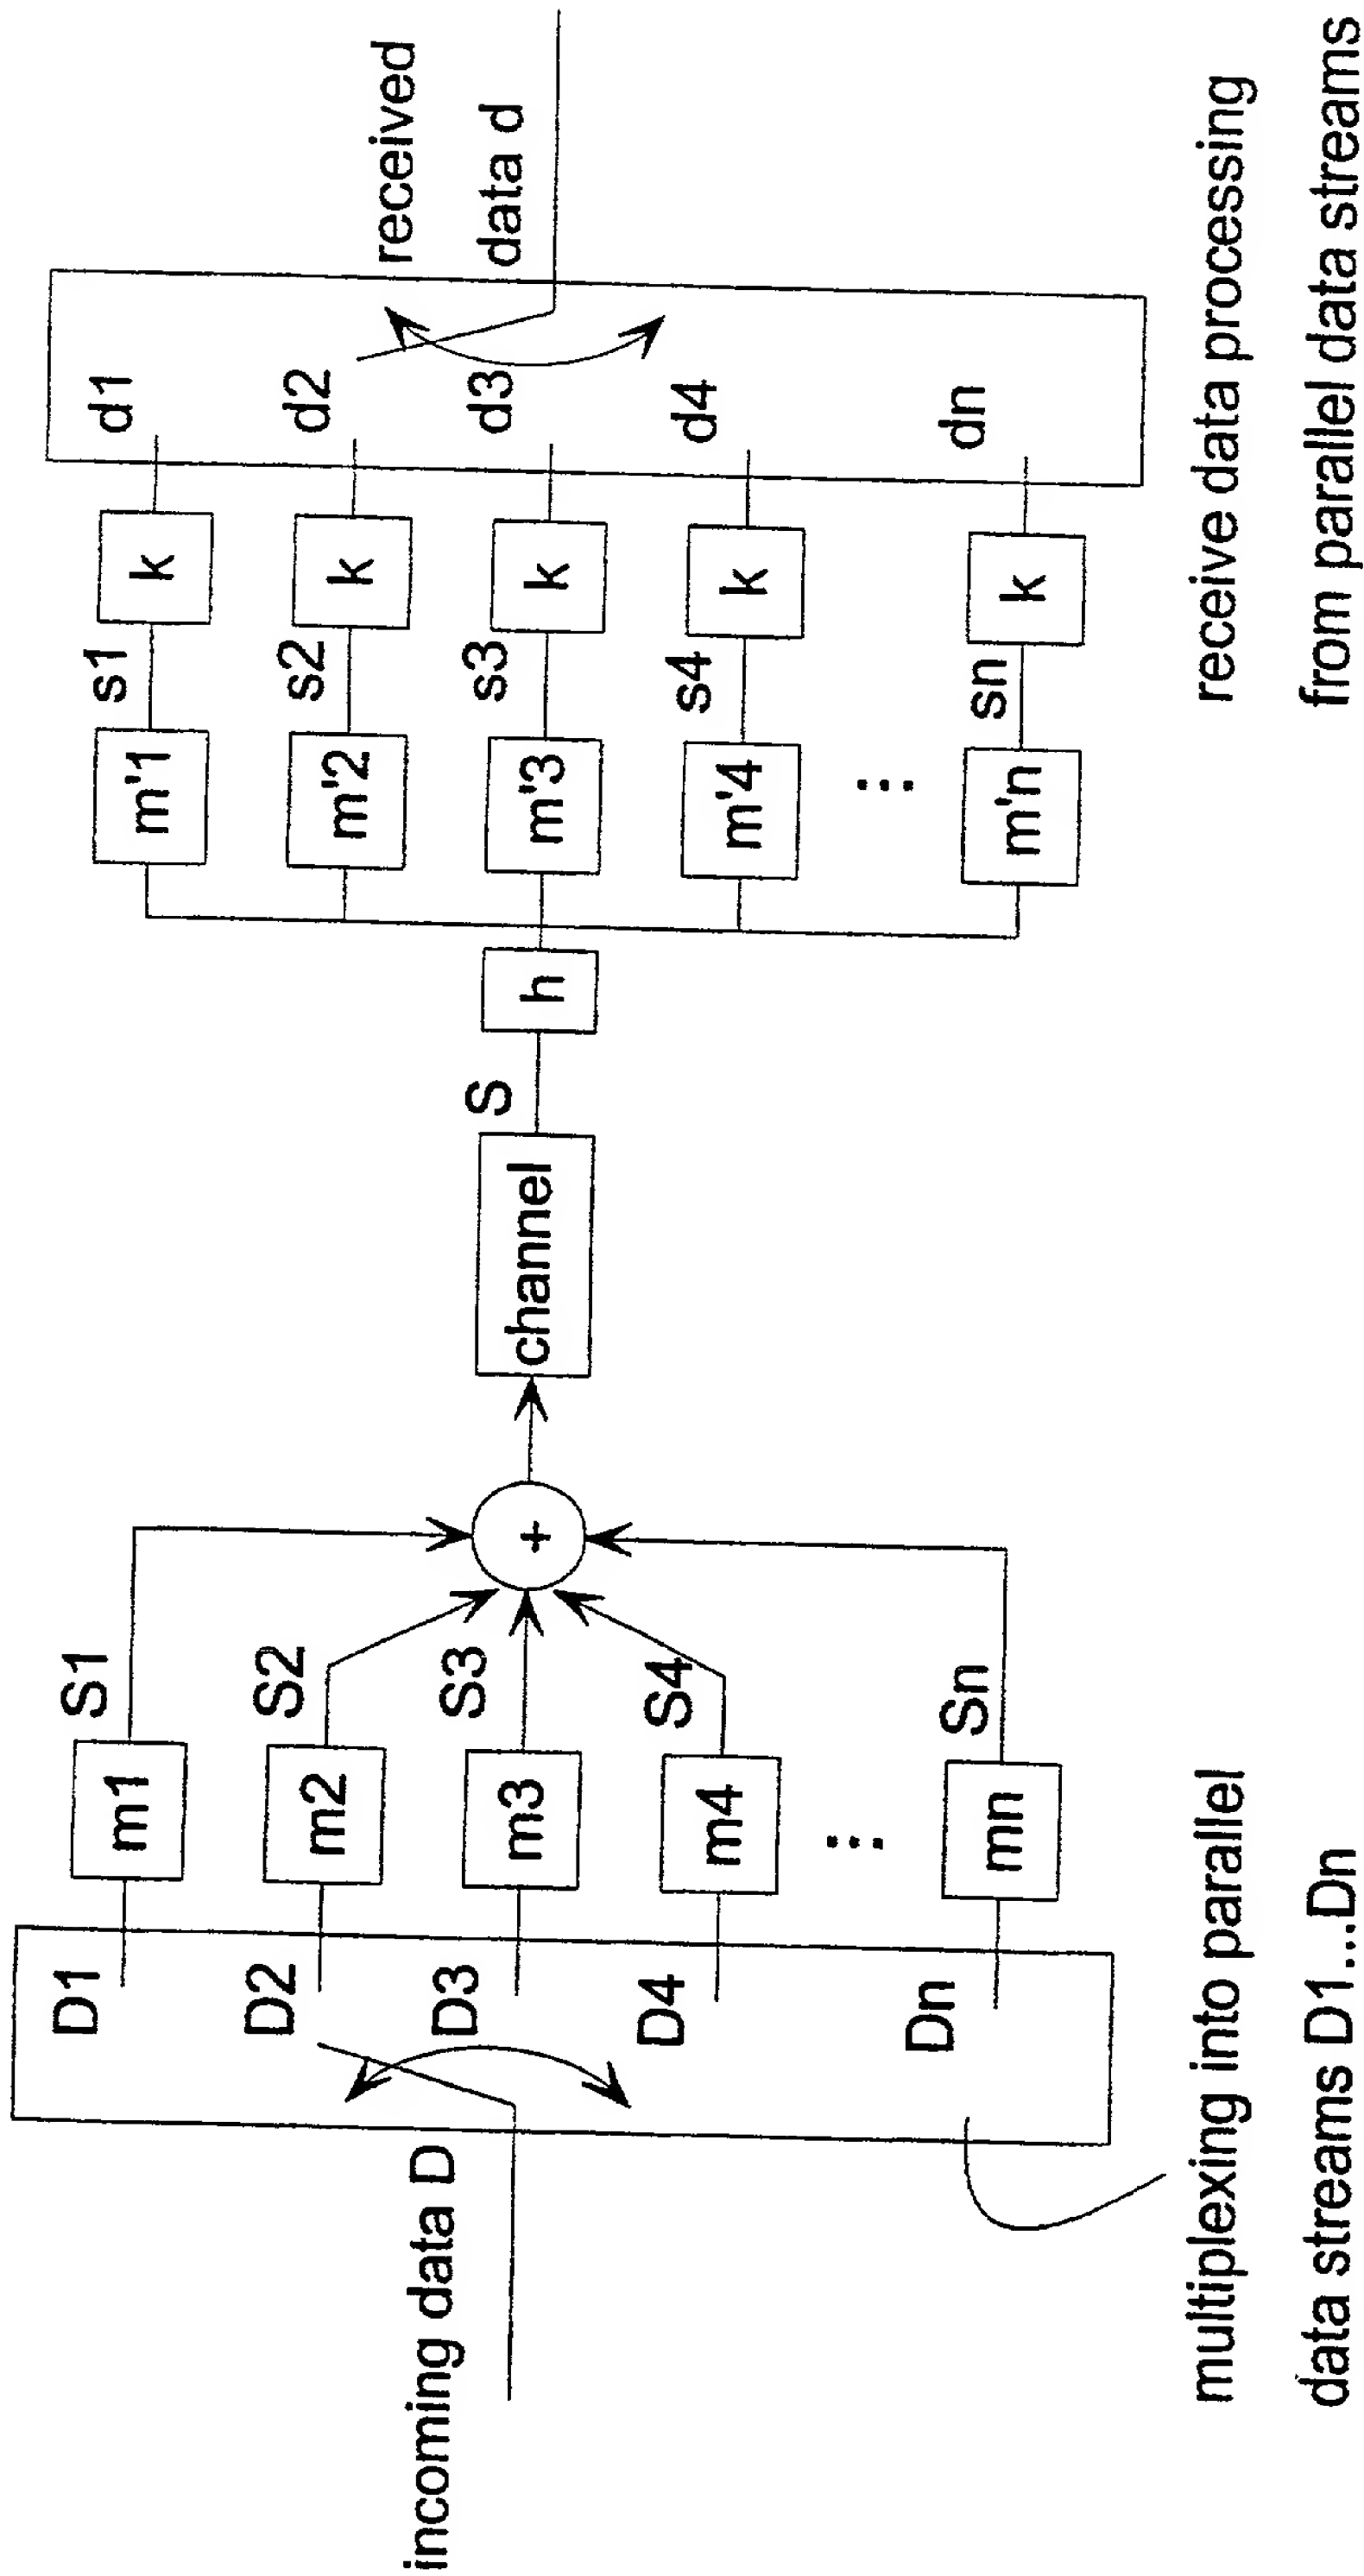 incoming data D
D1
D2
D3
D4
Dn
m1
m2
m3
m4
...
mn
S1
S2
S3
S4
Sn
+
channel
S
h
m'1
m'2
m'3
m'4
...
m'n
s1
s2
s3
s4
sn
k
k
k
k
k
d1
d2
d3
d4
dn
received
data d
multiplexing into parallel
data streams D1...Dn
receive data processing
from parallel data streams